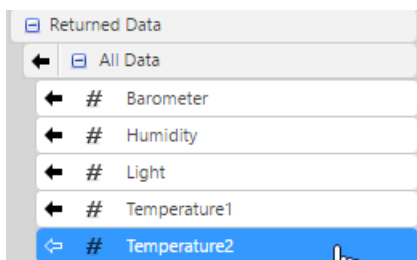 Returned Data
All Data
# Barometer
# Humidity
# Light
# Temperature1
# Temperature2